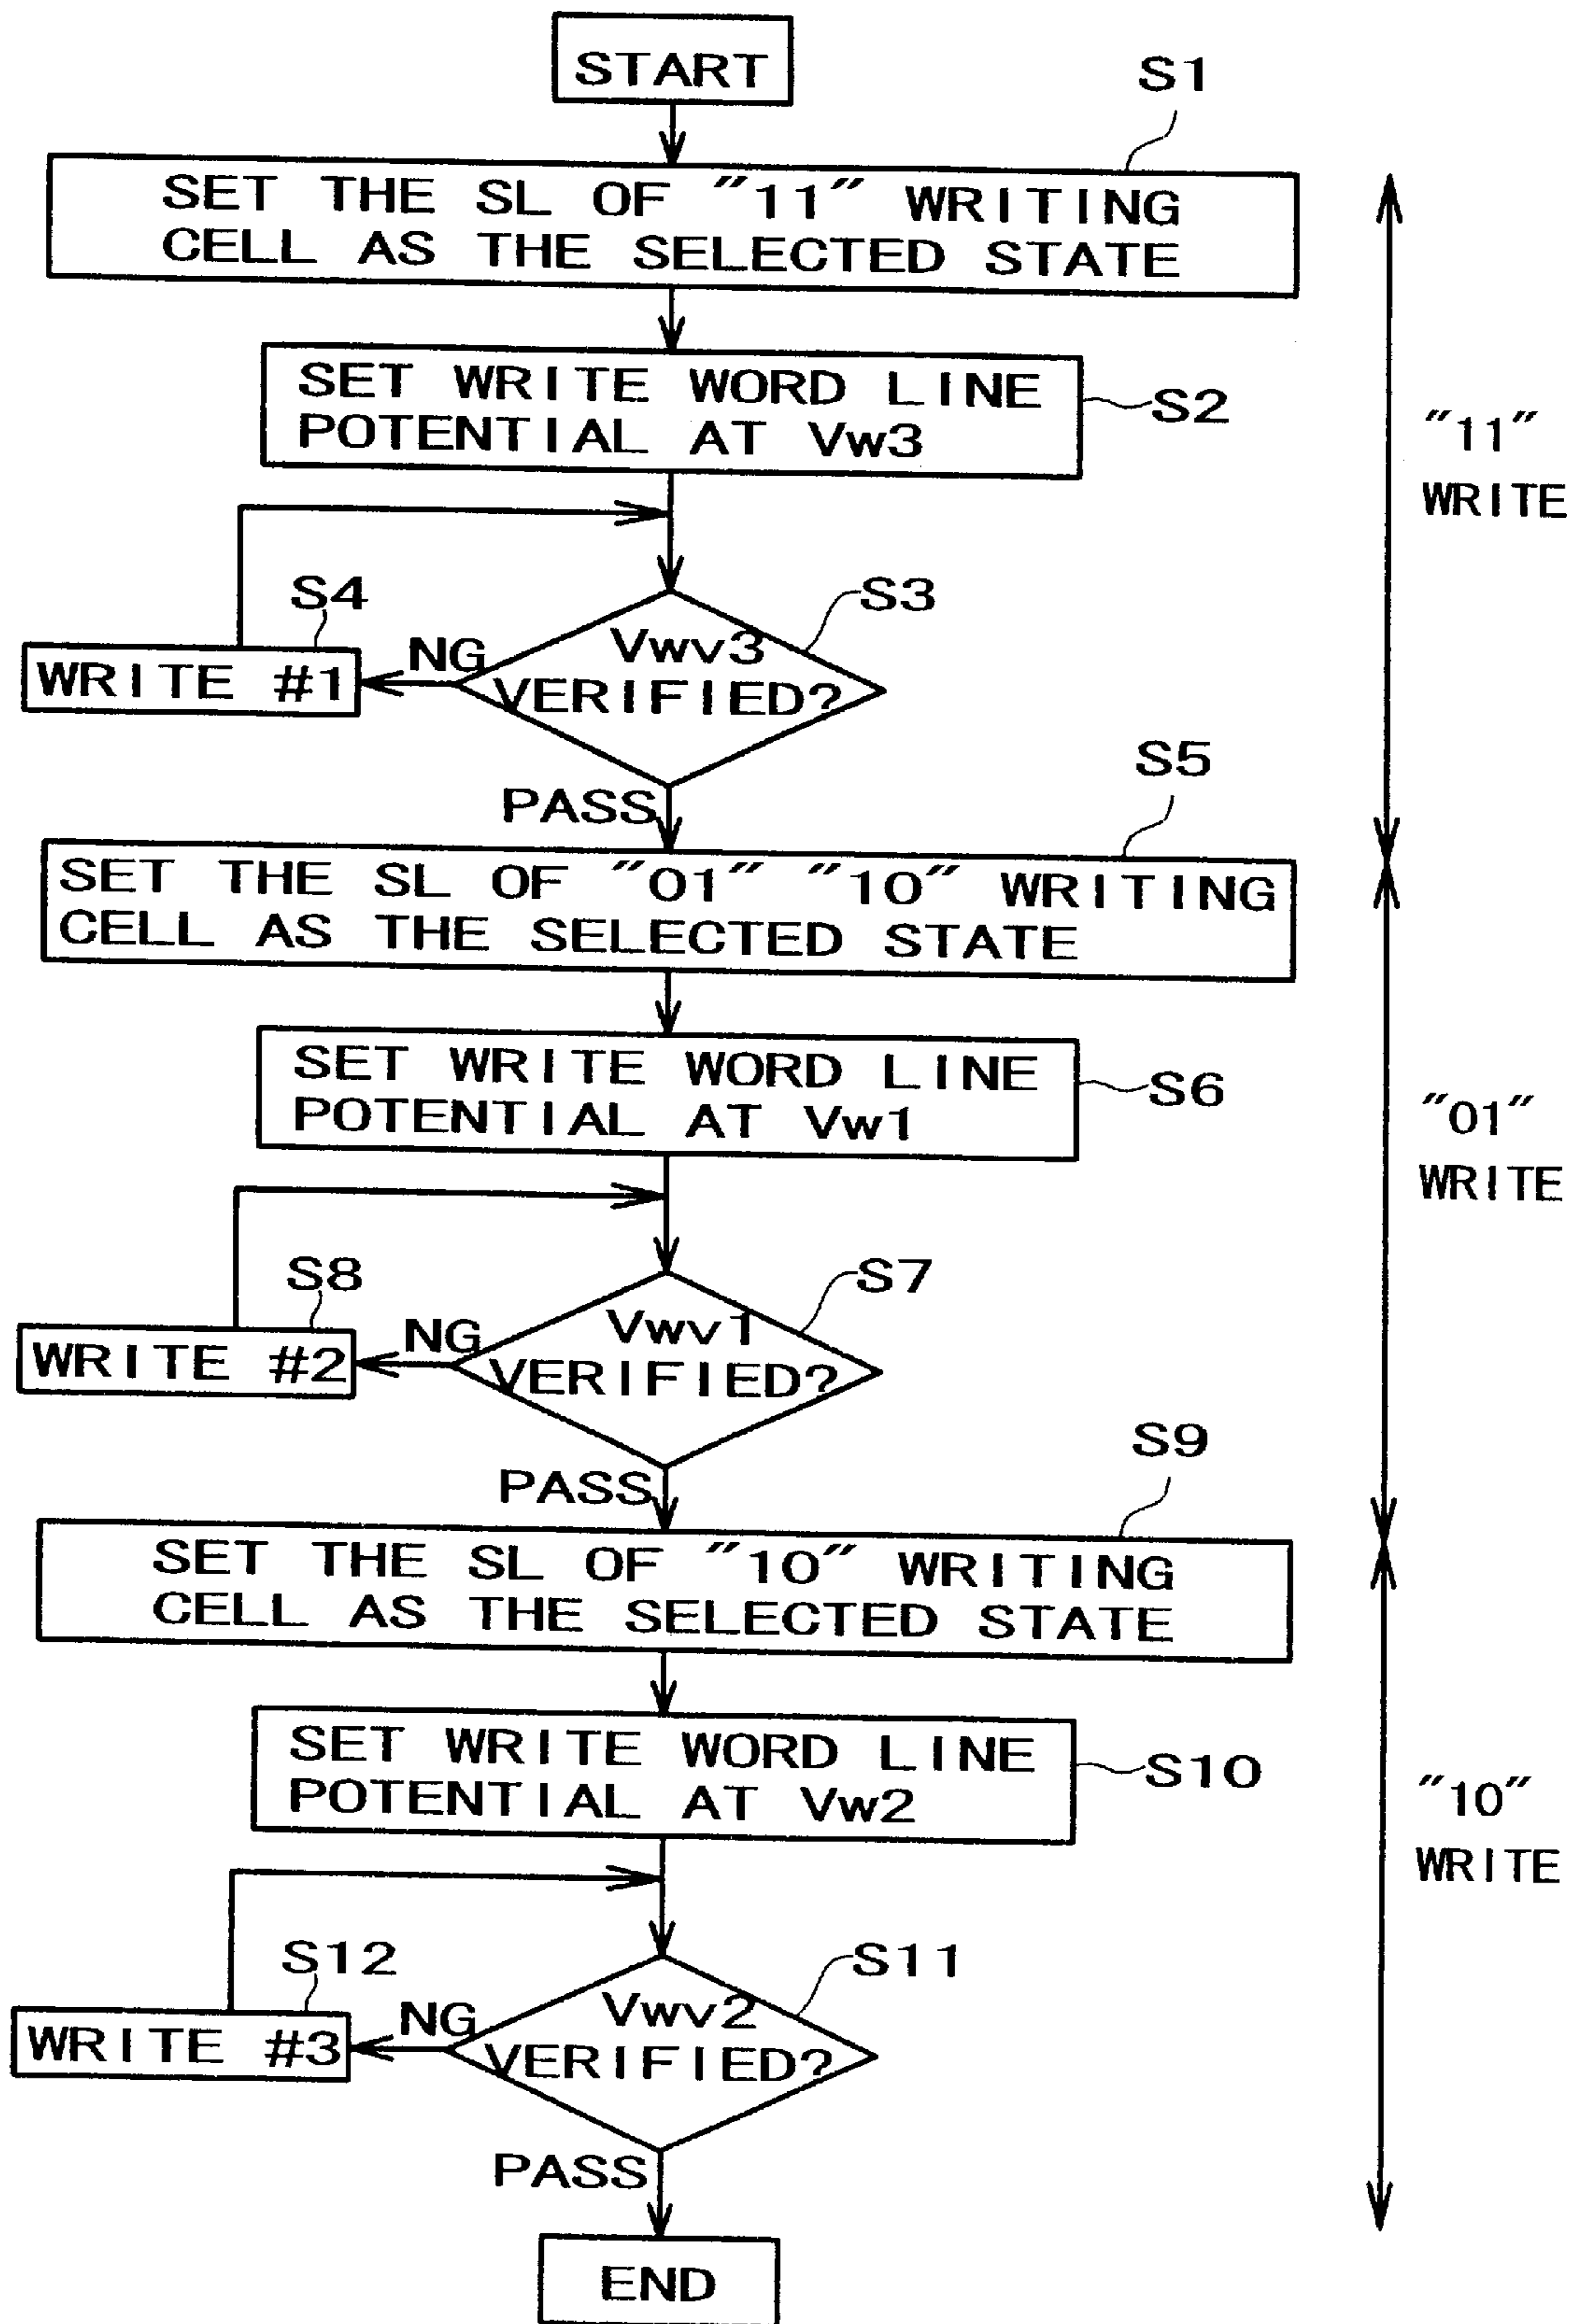 START
S1
SET THE SL OF "11" WRITING
CELL AS THE SELECTED STATE
SET WRITE WORD LINE
POTENTIAL AT Vw3
S2
"11"
WRITE
S4
S3
WRITE #1
NG
Vwv3
VERIFIED?
PASS
S5
SET THE SL OF "01" "10" WRITING
CELL AS THE SELECTED STATE
SET WRITE WORD LINE
POTENTIAL AT Vw1
S6
"01"
WRITE
S8
S7
WRITE #2
NG
Vwv1
VERIFIED?
PASS
S9
SET THE SL OF "10" WRITING
CELL AS THE SELECTED STATE
SET WRITE WORD LINE
POTENTIAL AT Vw2
S10
"10"
WRITE
S12
S11
WRITE #3
NG
Vwv2
VERIFIED?
PASS
END